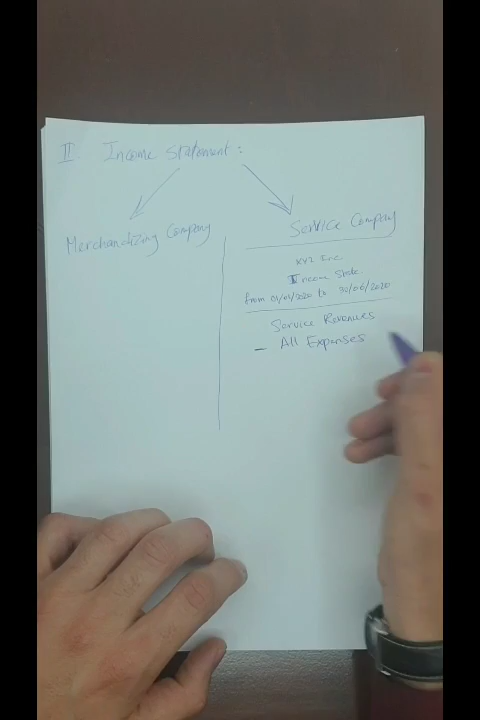 II Income Statement:
Merchandizing Company
Service Company
XYZ Inc
Income State.
from 01/01/2020 to 30/06/2020
Service Revenues
- All Expenses